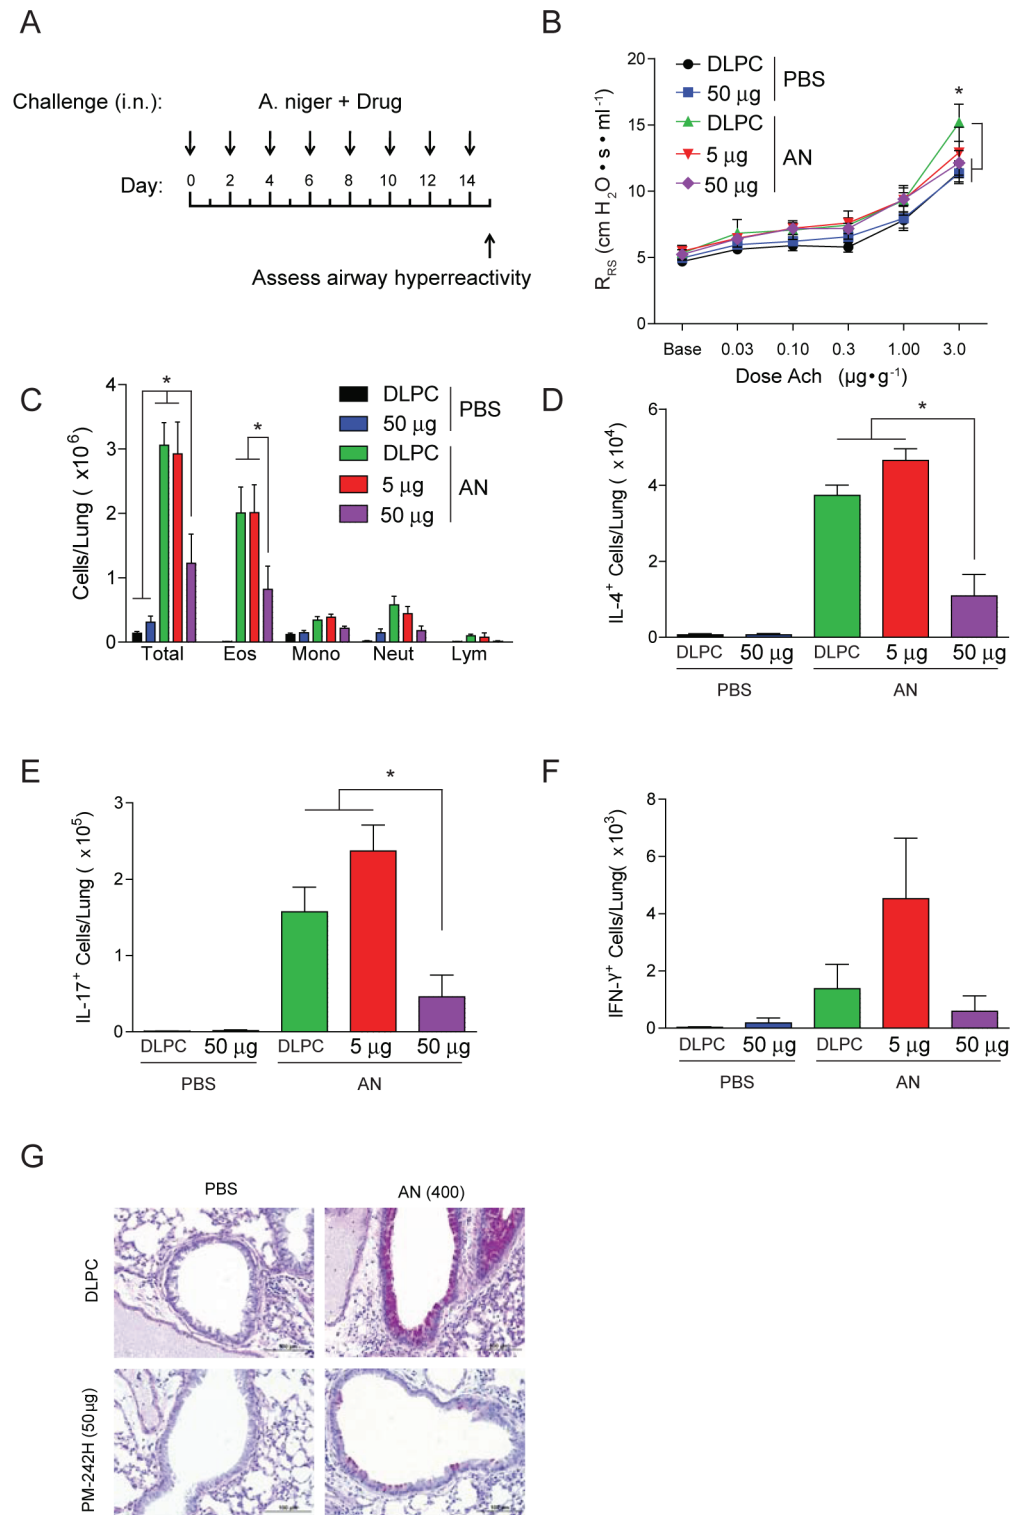 A
Challenge (i.n.):
A. niger + Drug
Day:
0 2 4 6 8 10 12 14
Assess airway hyperreactivity
B
R_RS (cm H₂O • s • ml⁻¹)
20
15
10
5
0
DLPC
50 µg
PBS
DLPC
5 µg
50 µg
AN
*
Base 0.03 0.10 0.3 1.00 3.0
Dose Ach (µg•g⁻¹)
C
Cells/Lung ( x10⁶)
4
3
2
1
0
*
*
DLPC
50 µg
PBS
DLPC
5 µg
50 µg
AN
Total Eos Mono Neut Lym
D
IL-4⁺ Cells/Lung ( x10⁴)
6
4
2
0
*
DLPC 50 µg DLPC 5 µg 50 µg
PBS AN
E
IL-17⁺ Cells/Lung ( x10⁵)
3
2
1
0
*
DLPC 50 µg DLPC 5 µg 50 µg
PBS AN
F
IFN-γ⁺ Cells/Lung( x10³)
8
6
4
2
0
DLPC 50 µg DLPC 5 µg 50 µg
PBS AN
G
PBS AN (400)
DLPC
PM-242H (50µg)